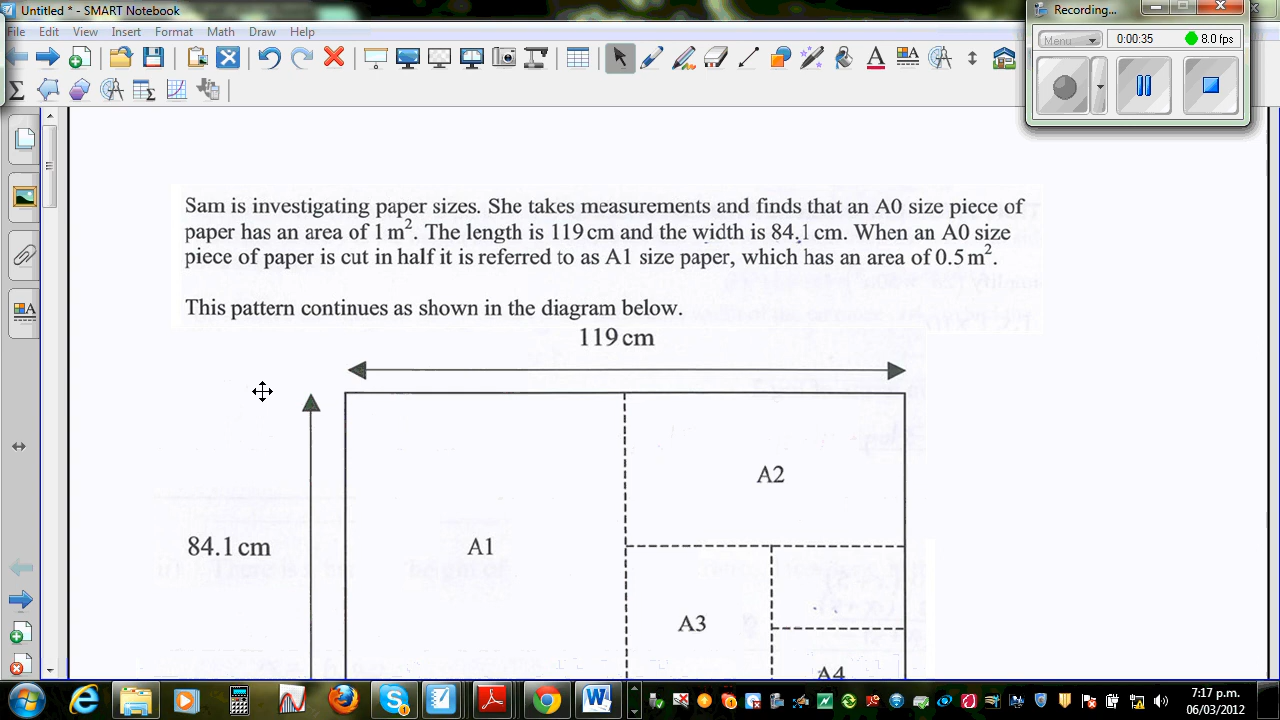 Untitled * - SMART Notebook
File Edit View Insert Format Math Draw Help
Recording...
Menu 0:00:35 8.0 fps
Sam is investigating paper sizes. She takes measurements and finds that an A0 size piece of
paper has an area of 1 m². The length is 119 cm and the width is 84.1 cm. When an A0 size
piece of paper is cut in half it is referred to as A1 size paper, which has an area of 0.5 m².
This pattern continues as shown in the diagram below.
119 cm
A2
84.1 cm
A1
A3
A4
7:17 p.m.
06/03/2012